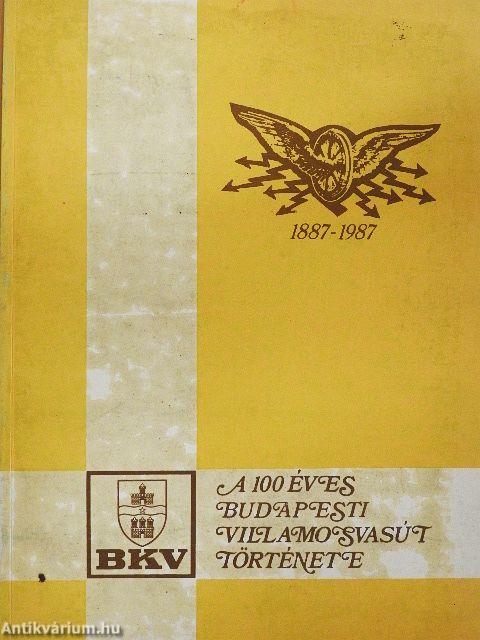 1887-1987
A 100 ÉVES
BUDAPESTI
VILLAMOSVASÚT
TÖRTÉNETE
BKV
Antikvárium.hu